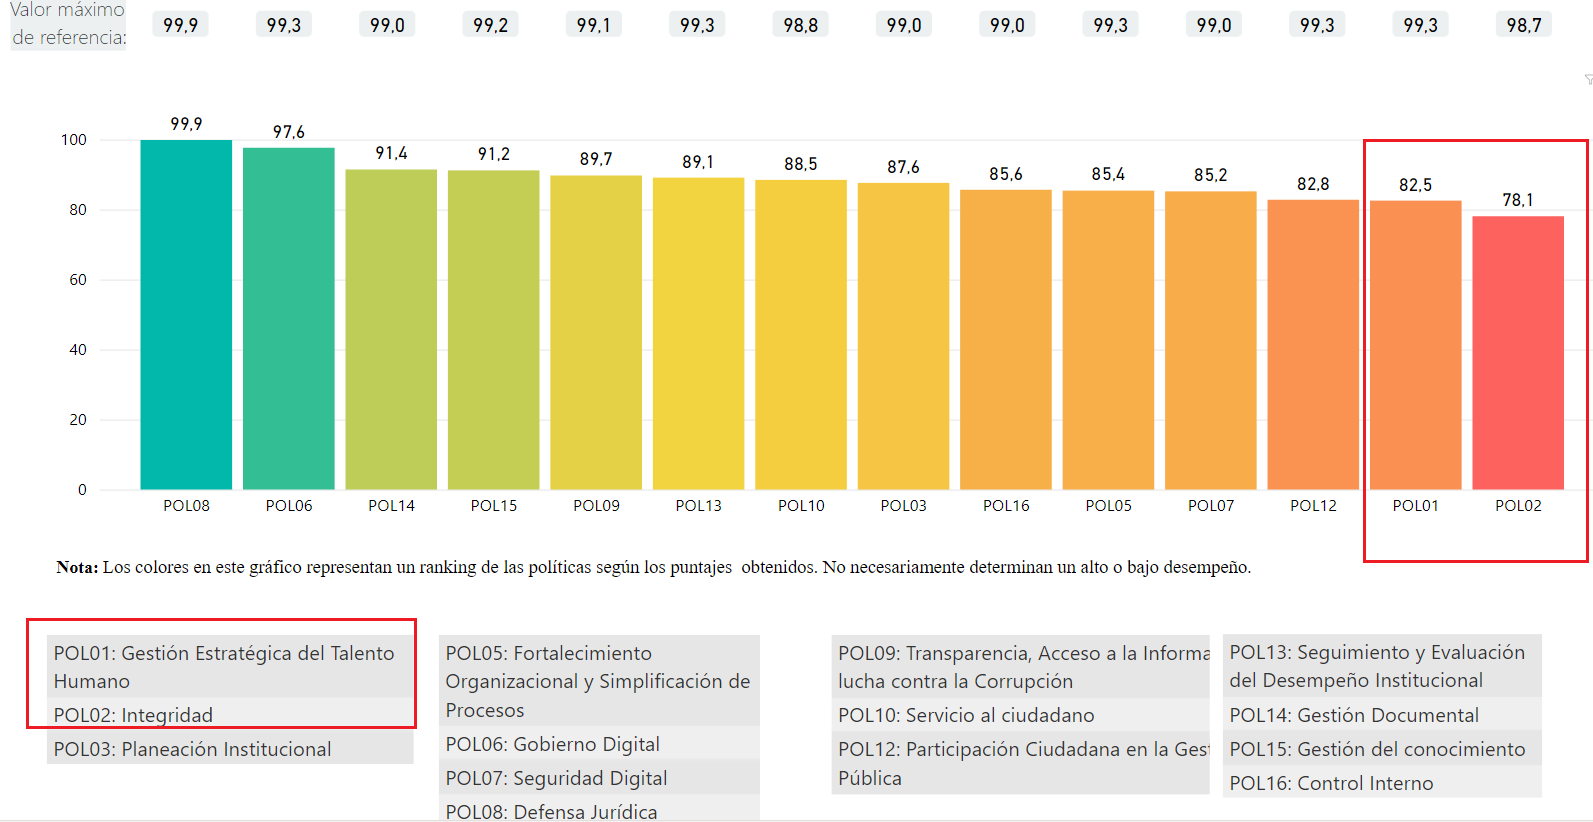 Valor máximo
de referencia:
99,9 99,3 99,0 99,2 99,1 99,3 98,8 99,0 99,0 99,3 99,0 99,3 99,3 98,7
99,9 97,6 91,4 91,2 89,7 89,1 88,5 87,6 85,6 85,4 85,2 82,8 82,5 78,1
100
80
60
40
20
0
POL08 POL06 POL14 POL15 POL09 POL13 POL10 POL03 POL16 POL05 POL07 POL12 POL01 POL02
Nota: Los colores en este gráfico representan un ranking de las políticas según los puntajes obtenidos. No necesariamente determinan un alto o bajo desempeño.
POL01: Gestión Estratégica del Talento
Humano
POL02: Integridad
POL03: Planeación Institucional
POL05: Fortalecimiento
Organizacional y Simplificación de
Procesos
POL06: Gobierno Digital
POL07: Seguridad Digital
POL08: Defensa Jurídica
POL09: Transparencia, Acceso a la Informa
lucha contra la Corrupción
POL10: Servicio al ciudadano
POL12: Participación Ciudadana en la Gest
Pública
POL13: Seguimiento y Evaluación
del Desempeño Institucional
POL14: Gestión Documental
POL15: Gestión del conocimiento
POL16: Control Interno